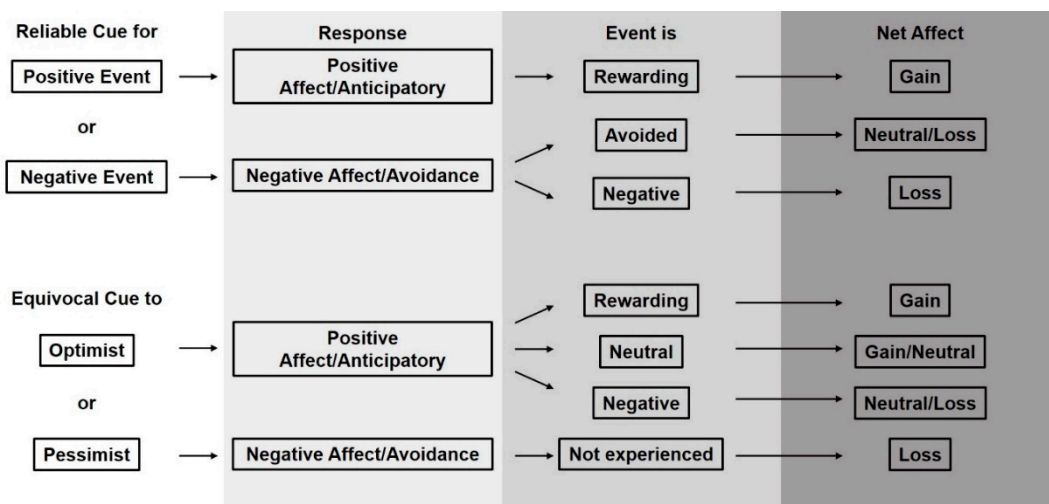 Reliable Cue for
Response
Event is
Net Affect
Positive Event
Positive
Affect/Anticipatory
Rewarding
Gain
or
Avoided
Neutral/Loss
Negative Event
Negative Affect/Avoidance
Negative
Loss
Equivocal Cue to
Rewarding
Gain
Optimist
Positive
Affect/Anticipatory
Neutral
Gain/Neutral
or
Negative
Neutral/Loss
Pessimist
Negative Affect/Avoidance
Not experienced
Loss